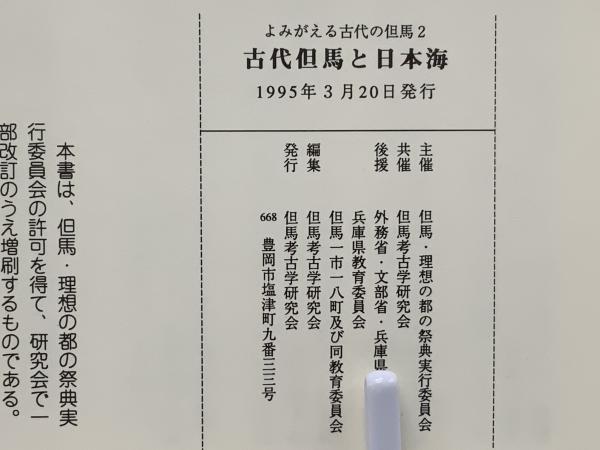 よみがえる古代の但馬2
古代但馬と日本海
1995年3月20日発行
主催 但馬・理想の都の祭典実行委員会
共催 但馬考古学研究会
後援 外務省・文部省・兵庫県
兵庫県教育委員会
但馬一市一八町及び同教育委員会
編集 但馬考古学研究会
発行 但馬考古学研究会
668 豊岡市塩津町九番三三号
本書は、但馬・理想の都の祭典実
行委員会の許可を得て、研究会で一
部改訂のうえ増刷するものである。